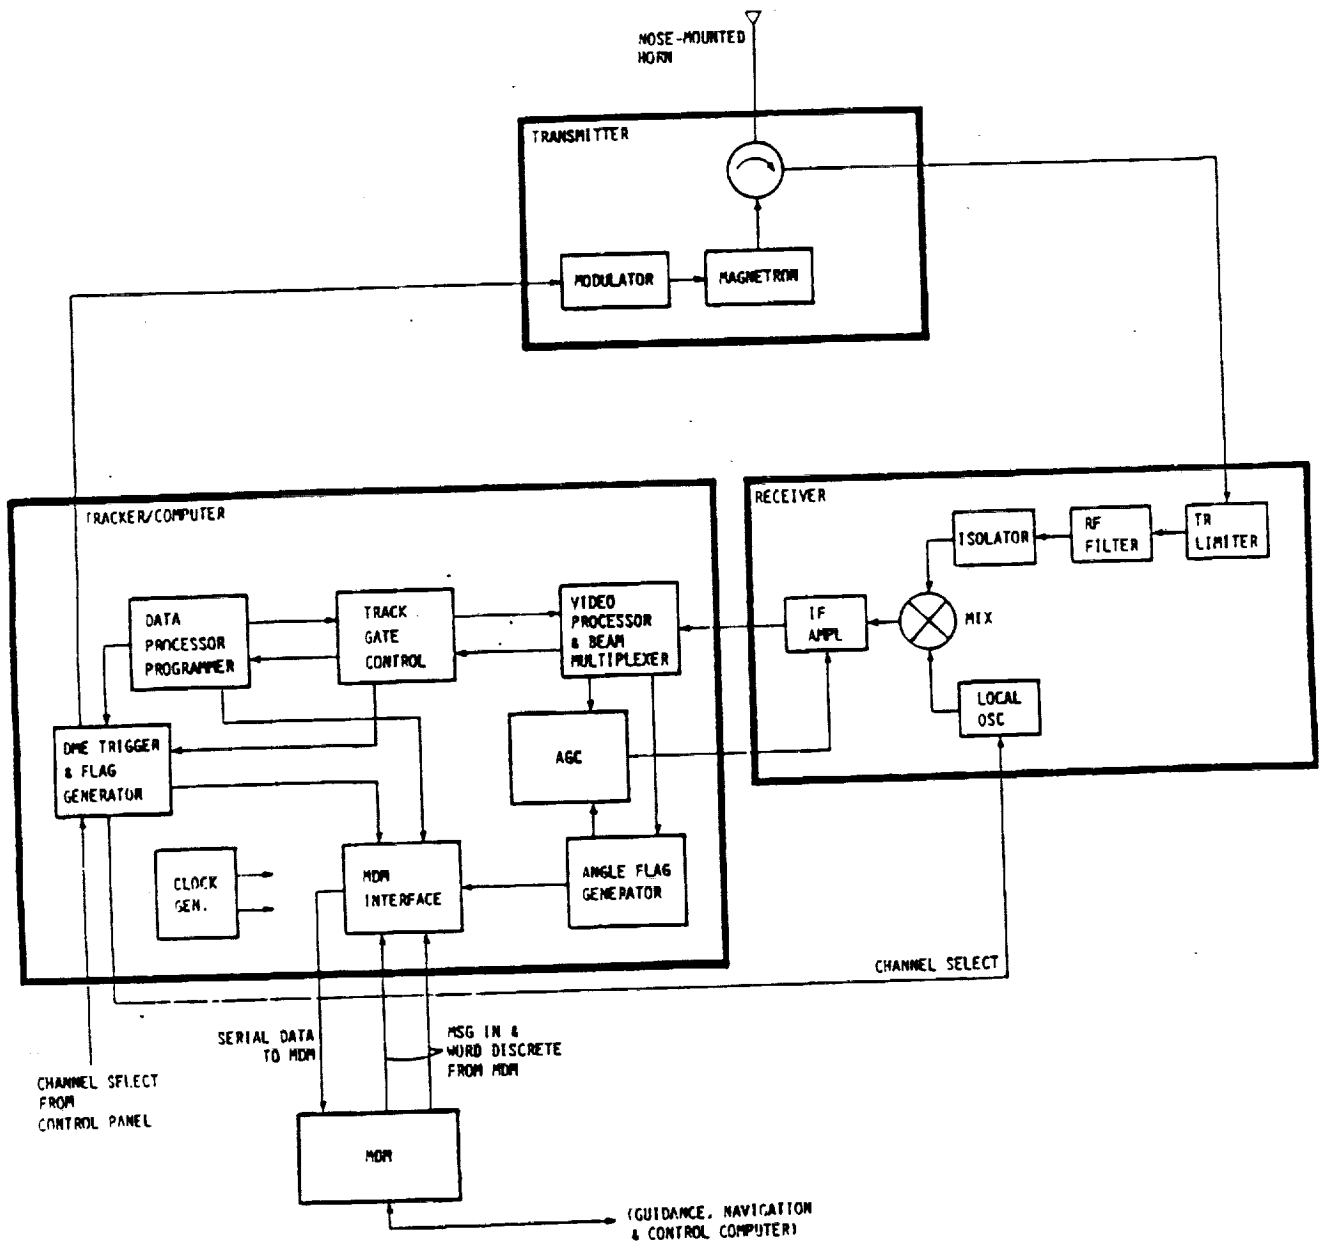 NOSE-MOUNTED
HORN
TRANSMITTER
MODULATOR
MAGNETRON
TRACKER/COMPUTER
RECEIVER
ISOLATOR
RF
FILTER
TR
LIMITER
DATA
PROCESSOR
PROGRAMMER
TRACK
GATE
CONTROL
VIDEO
PROCESSOR
& BEAM
MULTIPLEXER
IF
AMPL
MIX
LOCAL
OSC
DME TRIGGER
& FLAG
GENERATOR
AGC
CLOCK
GEN.
MDM
INTERFACE
ANGLE FLAG
GENERATOR
CHANNEL SELECT
SERIAL DATA
TO MDM
MSG IN &
WORD DISCRETE
FROM MDM
CHANNEL SELECT
FROM
CONTROL PANEL
MDM
(GUIDANCE, NAVIGATION
& CONTROL COMPUTER)